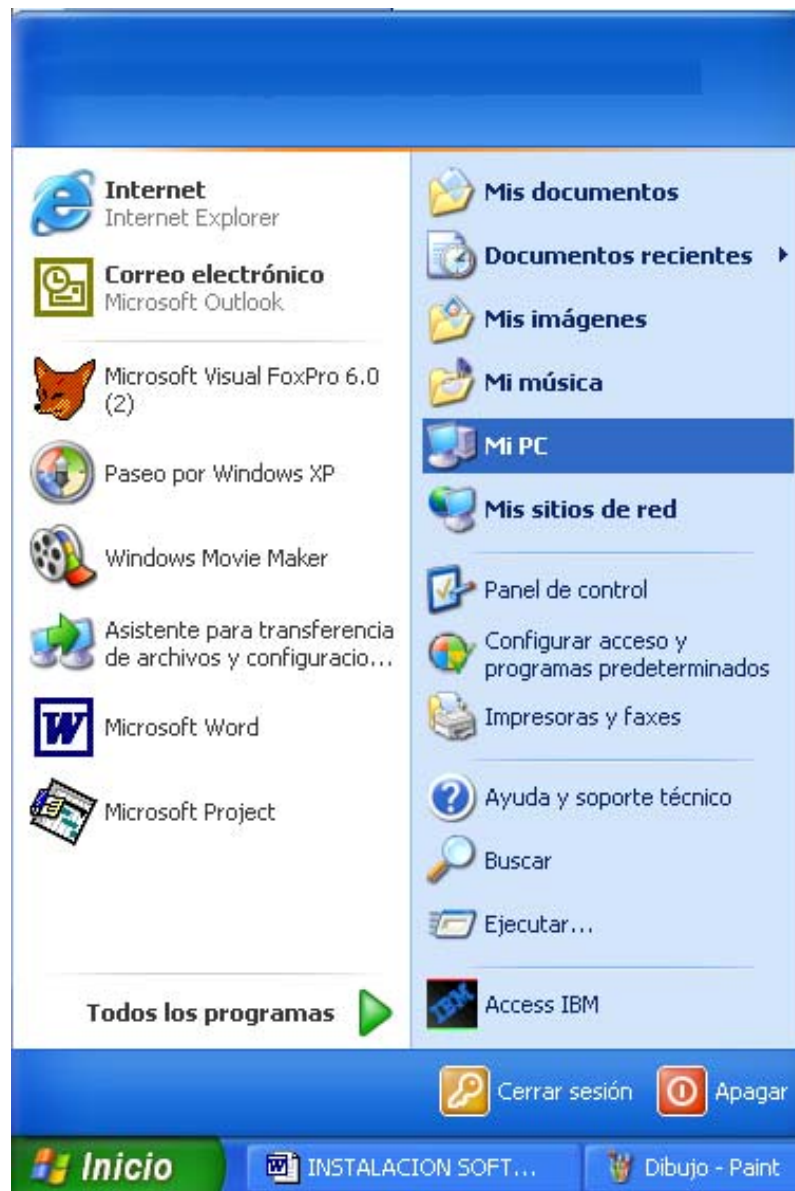 Internet
Internet Explorer
Correo electrónico
Microsoft Outlook
Microsoft Visual FoxPro 6.0
(2)
Paseo por Windows XP
Windows Movie Maker
Asistente para transferencia
de archivos y configuracio...
Microsoft Word
Microsoft Project
Todos los programas
Mis documentos
Documentos recientes
Mis imágenes
Mi música
Mi PC
Mis sitios de red
Panel de control
Configurar acceso y
programas predeterminados
Impresoras y faxes
Ayuda y soporte técnico
Buscar
Ejecutar...
IBM
Access IBM
Cerrar sesión
Apagar
Inicio
INSTALACION SOFT...
Dibujo - Paint